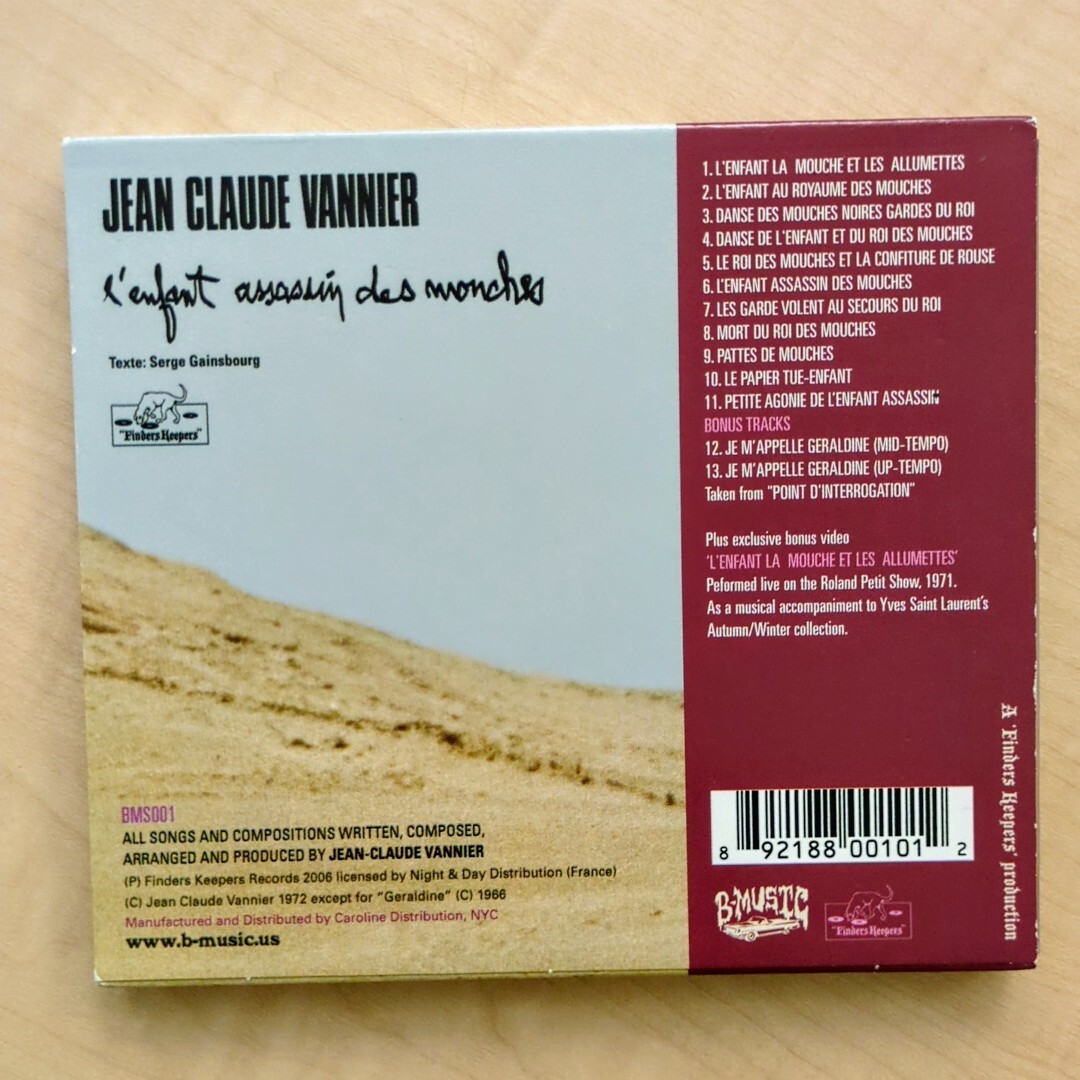 JEAN CLAUDE VANNIER
l'enfant assassin des mouches
Texte: Serge Gainsbourg
"Finders Keepers"
BMS001
ALL SONGS AND COMPOSITIONS WRITTEN, COMPOSED,
ARRANGED AND PRODUCED BY JEAN-CLAUDE VANNIER
(P) Finders Keepers Records 2006 licensed by Night & Day Distribution (France)
(C) Jean Claude Vannier 1972 except for "Geraldine" (C) 1966
Manufactured and Distributed by Caroline Distribution, NYC
www.b-music.us
1. L'ENFANT LA MOUCHE ET LES ALLUMETTES
2. L'ENFANT AU ROYAUME DES MOUCHES
3. DANSE DES MOUCHES NOIRES GARDES DU ROI
4. DANSE DE L'ENFANT ET DU ROI DES MOUCHES
5. LE ROI DES MOUCHES ET LA CONFITURE DE ROUSE
6. L'ENFANT ASSASSIN DES MOUCHES
7. LES GARDE VOLENT AU SECOURS DU ROI
8. MORT DU ROI DES MOUCHES
9. PATTES DE MOUCHES
10. LE PAPIER TUE-ENFANT
11. PETITE AGONIE DE L'ENFANT ASSASSIN
BONUS TRACKS
12. JE M'APPELLE GERALDINE (MID-TEMPO)
13. JE M'APPELLE GERALDINE (UP-TEMPO)
Taken from "POINT D'INTERROGATION"
Plus exclusive bonus video
'L'ENFANT LA MOUCHE ET LES ALLUMETTES'
Peformed live on the Roland Petit Show, 1971.
As a musical accompaniment to Yves Saint Laurent's
Autumn/Winter collection.
8 92188 00101 2
B-MUSIC
"Finders Keepers"
A 'Finders Keepers' production